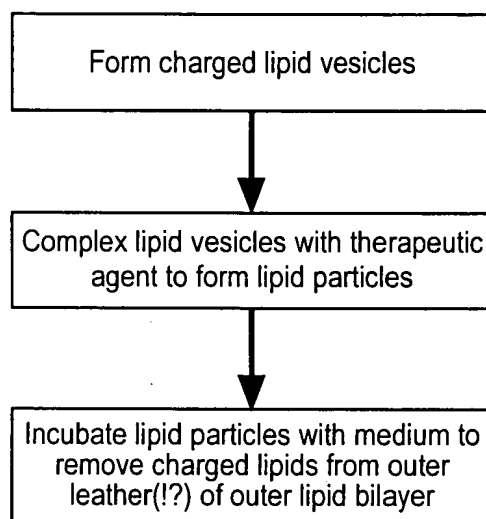 Form charged lipid vesicles
Complex lipid vesicles with therapeutic
agent to form lipid particles
Incubate lipid particles with medium to
remove charged lipids from outer
leather(!?) of outer lipid bilayer